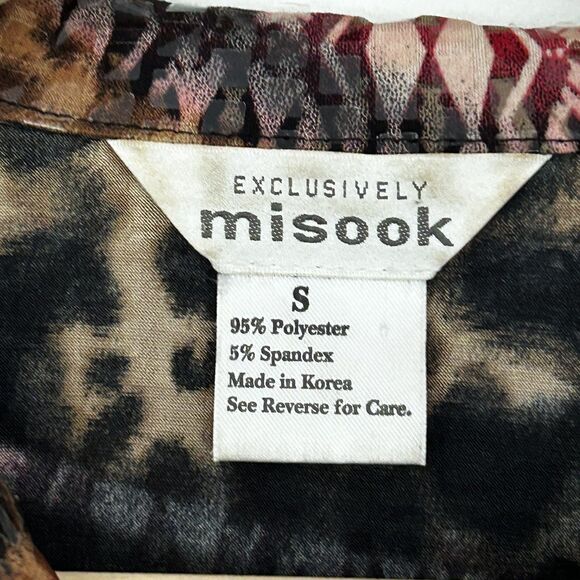 EXCLUSIVELY
misook
S
95% Polyester
5% Spandex
Made in Korea
See Reverse for Care.